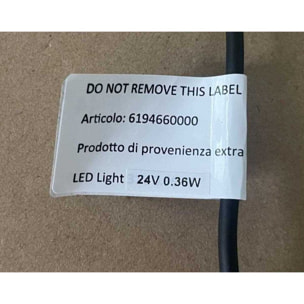 DO NOT REMOVE THIS LABEL
Articolo: 6194660000
Prodotto di provenienza extra
LED Light 24V 0.36W